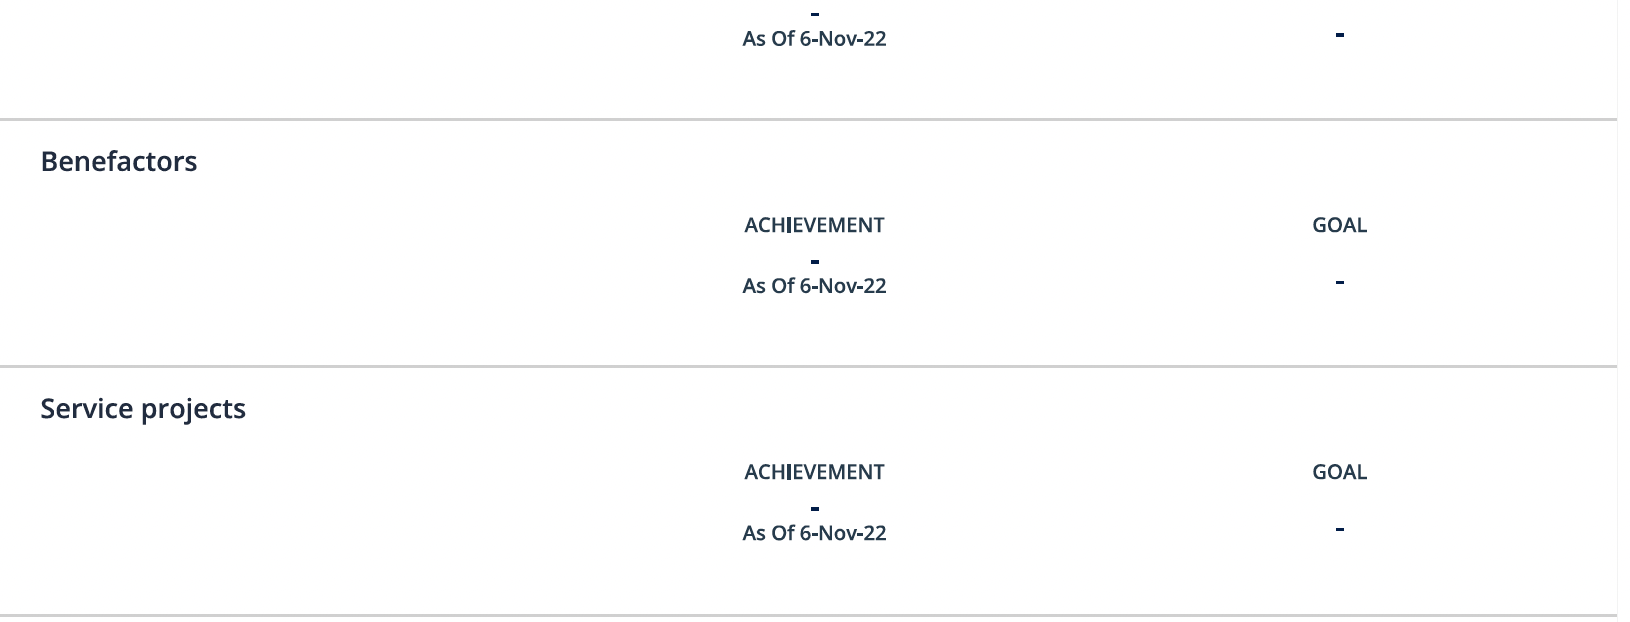 -
As Of 6-Nov-22
-
Benefactors
ACHIEVEMENT GOAL
-
As Of 6-Nov-22
-
Service projects
ACHIEVEMENT GOAL
-
As Of 6-Nov-22
-